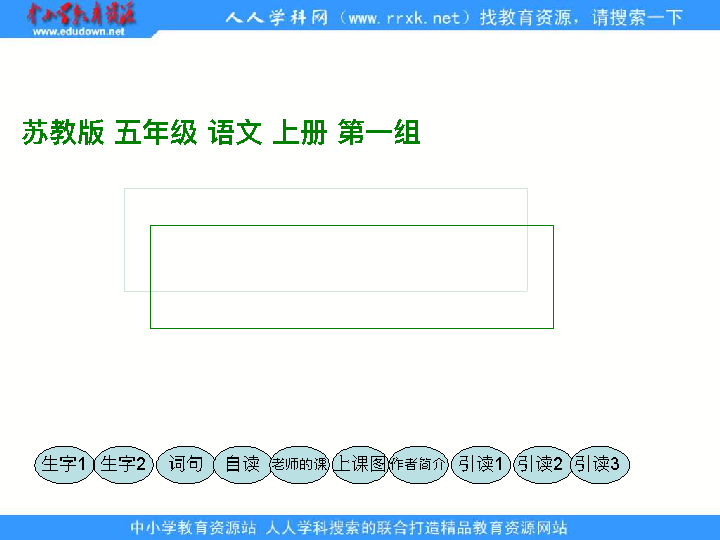 中小学教育资源
www.edudown.net
人人学科网（www.rrxk.net）找教育资源，请搜索一下
苏教版 五年级 语文 上册 第一组
生字1 生字2 词句 自读 老师的课 上课图 作者简介 引读1 引读2 引读3
中小学教育资源站 人人学科搜索的联合打造精品教育资源网站